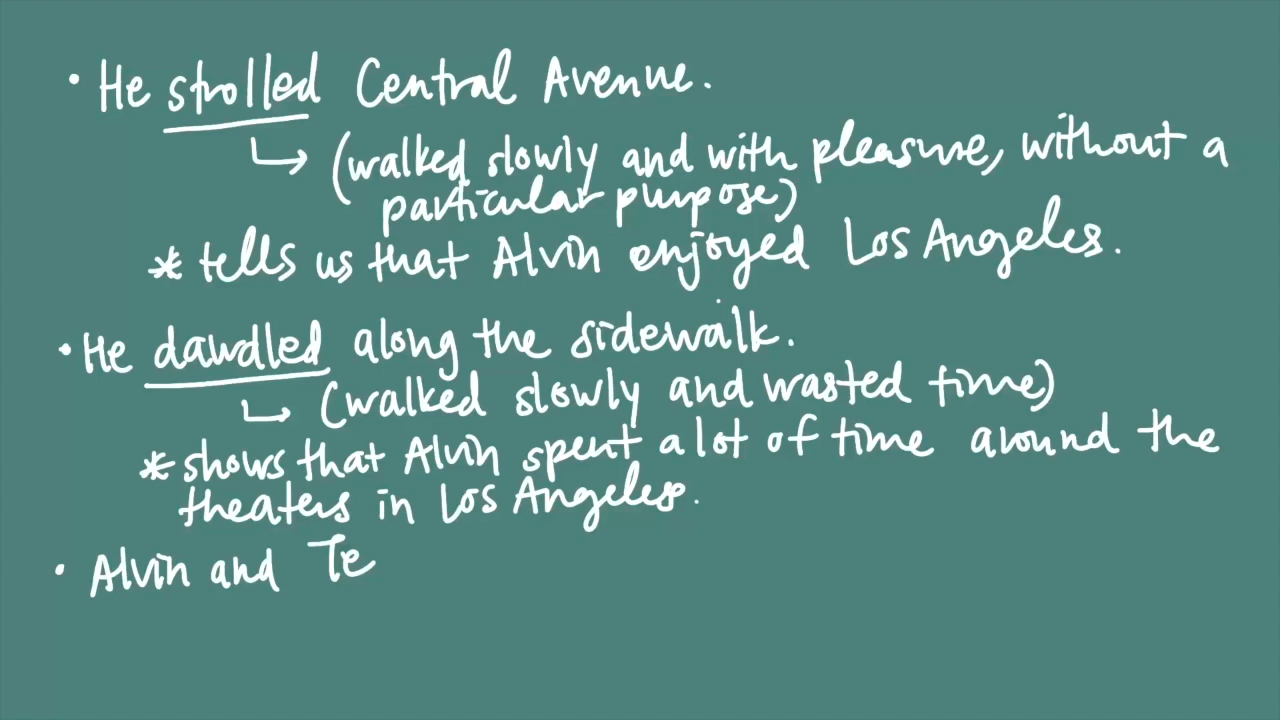 • He strolled Central Avenue.
(walked slowly and with pleasure, without a
particular purpose)
* tells us that Alvin enjoyed Los Angeles.
• He dawdled along the sidewalk.
(walked slowly and wasted time)
* shows that Alvin spent a lot of time around the
theaters in Los Angeles.
• Alvin and Te